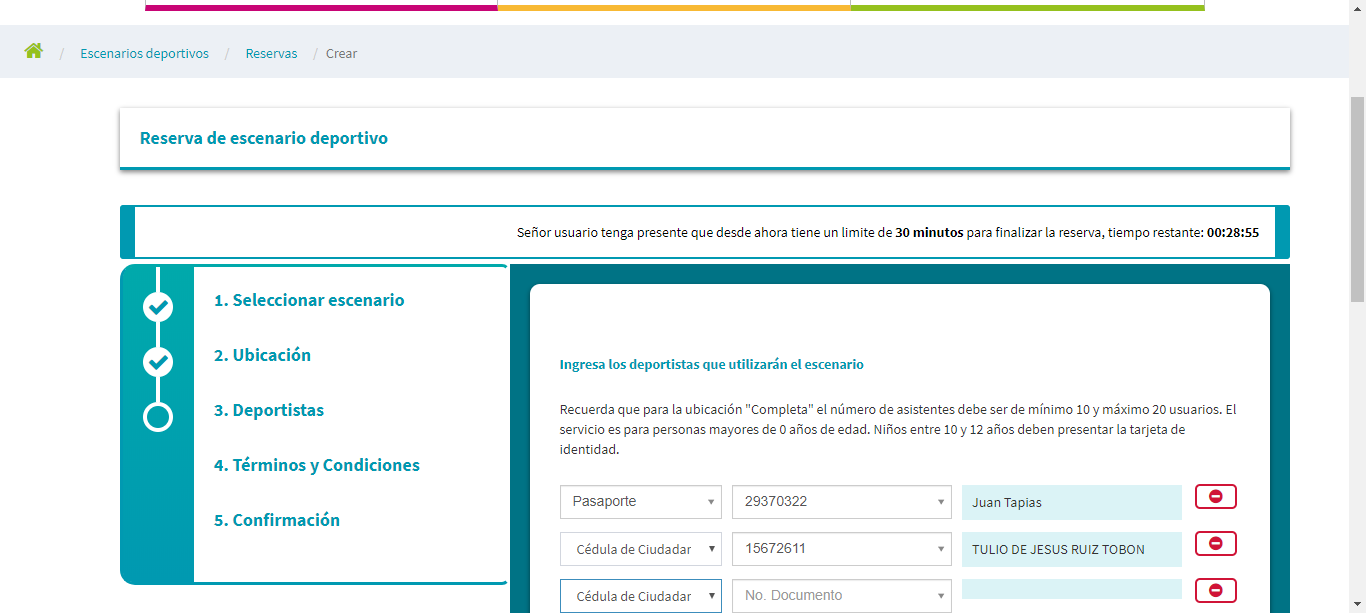 / Escenarios deportivos / Reservas / Crear
Reserva de escenario deportivo
Señor usuario tenga presente que desde ahora tiene un limite de 30 minutos para finalizar la reserva, tiempo restante: 00:28:55
1. Seleccionar escenario
2. Ubicación
3. Deportistas
4. Términos y Condiciones
5. Confirmación
Ingresa los deportistas que utilizarán el escenario
Recuerda que para la ubicación "Completa" el número de asistentes debe ser de mínimo 10 y máximo 20 usuarios. El
servicio es para personas mayores de 0 años de edad. Niños entre 10 y 12 años deben presentar la tarjeta de
identidad.
Pasaporte 29370322 Juan Tapias
Cédula de Ciudadar 15672611 TULIO DE JESUS RUIZ TOBON
Cédula de Ciudadar No. Documento